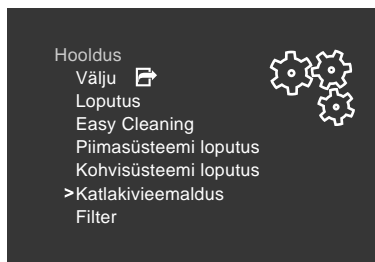 Hooldus
Välju
Loputus
Easy Cleaning
Piimasüsteemi loputus
Kohvisüsteemi loputus
>Katlakivieemaldus
Filter